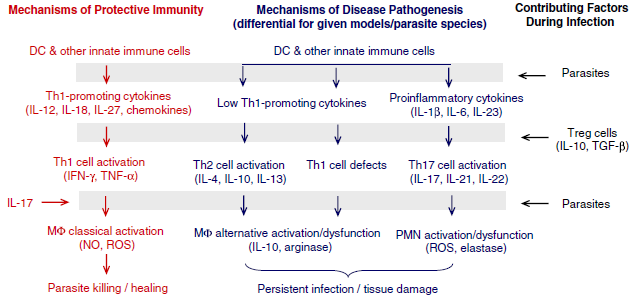 Mechanisms of Protective Immunity
Mechanisms of Disease Pathogenesis
(differential for given models/parasite species)
Contributing Factors
During Infection
DC & other innate immune cells
DC & other innate immune cells
Parasites
Th1-promoting cytokines
(IL-12, IL-18, IL-27, chemokines)
Low Th1-promoting cytokines
Proinflammatory cytokines
(IL-1β, IL-6, IL-23)
Treg cells
(IL-10, TGF-β)
Th1 cell activation
(IFN-γ, TNF-α)
Th2 cell activation
(IL-4, IL-10, IL-13)
Th1 cell defects
Th17 cell activation
(IL-17, IL-21, IL-22)
IL-17
Parasites
MΦ classical activation
(NO, ROS)
MΦ alternative activation/dysfunction
(IL-10, arginase)
PMN activation/dysfunction
(ROS, elastase)
Parasite killing / healing
Persistent infection / tissue damage